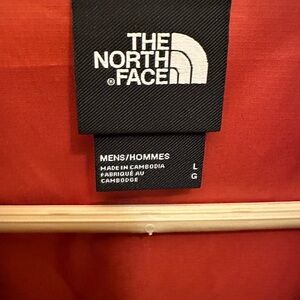 THE
NORTH
®FACE
MENS/HOMMES
MADE IN CAMBODIA L
FABRIQUÉ AU G
CAMBODGE